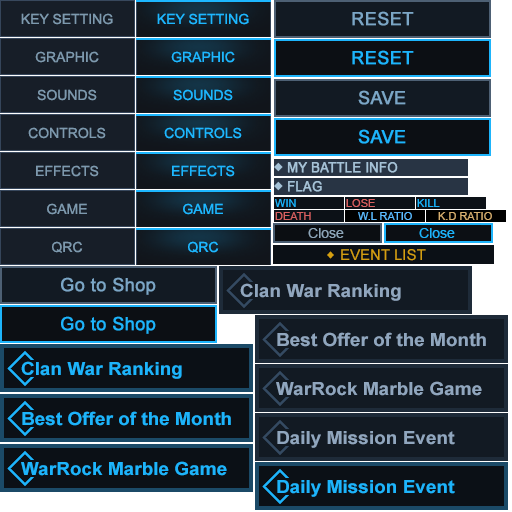 KEY SETTING
KEY SETTING
RESET
GRAPHIC
GRAPHIC
RESET
SOUNDS
SOUNDS
SAVE
CONTROLS
CONTROLS
SAVE
EFFECTS
EFFECTS
MY BATTLE INFO
FLAG
GAME
GAME
WIN LOSE KILL
DEATH W.L RATIO K.D RATIO
QRC
QRC
Close
Close
EVENT LIST
Go to Shop
Clan War Ranking
Go to Shop
Best Offer of the Month
Clan War Ranking
WarRock Marble Game
Best Offer of the Month
Daily Mission Event
WarRock Marble Game
Daily Mission Event